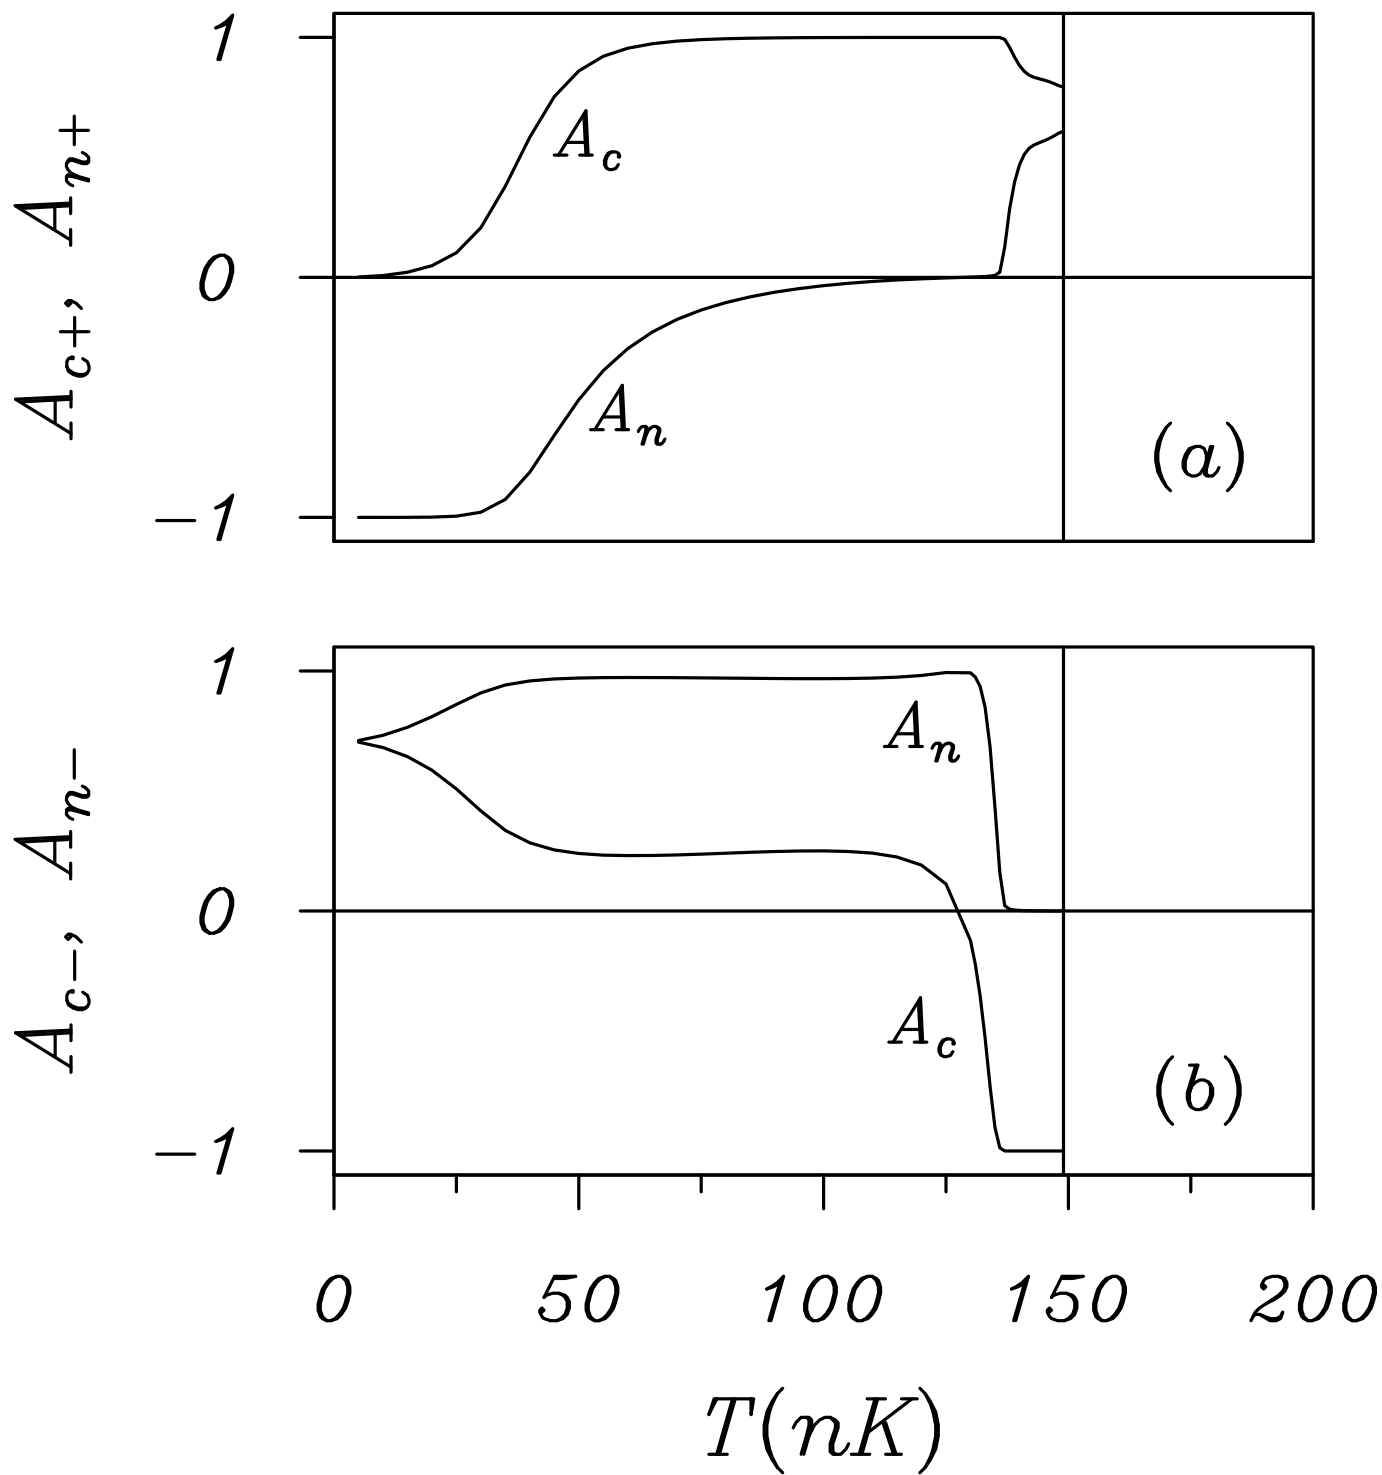 1
0
−1
A_{c+}, A_{n+}
A_c
A_n
(a)
1
0
−1
A_{c−}, A_{n−}
A_n
A_c
(b)
0 50 100 150 200
T(nK)